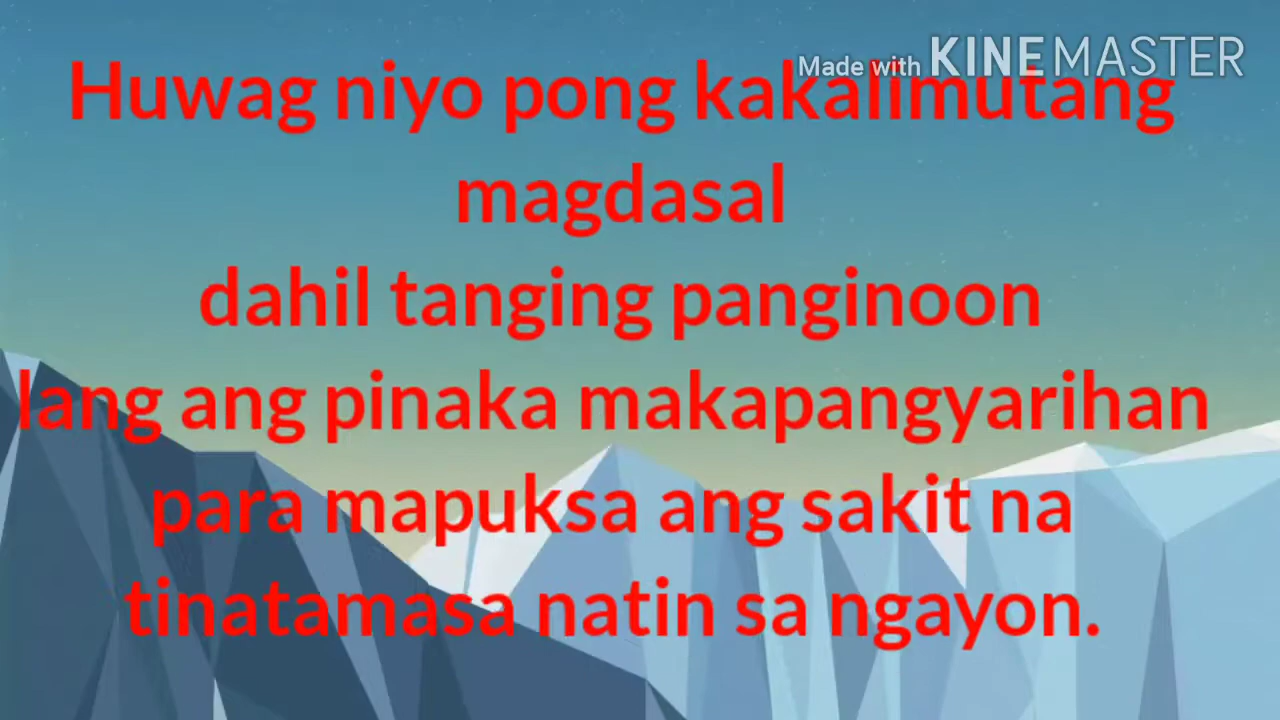 Made with KINEMASTER
Huwag niyo pong kakalimutang
magdasal
dahil tanging panginoon
lang ang pinaka makapangyarihan
para mapuksa ang sakit na
tinatamasa natin sa ngayon.